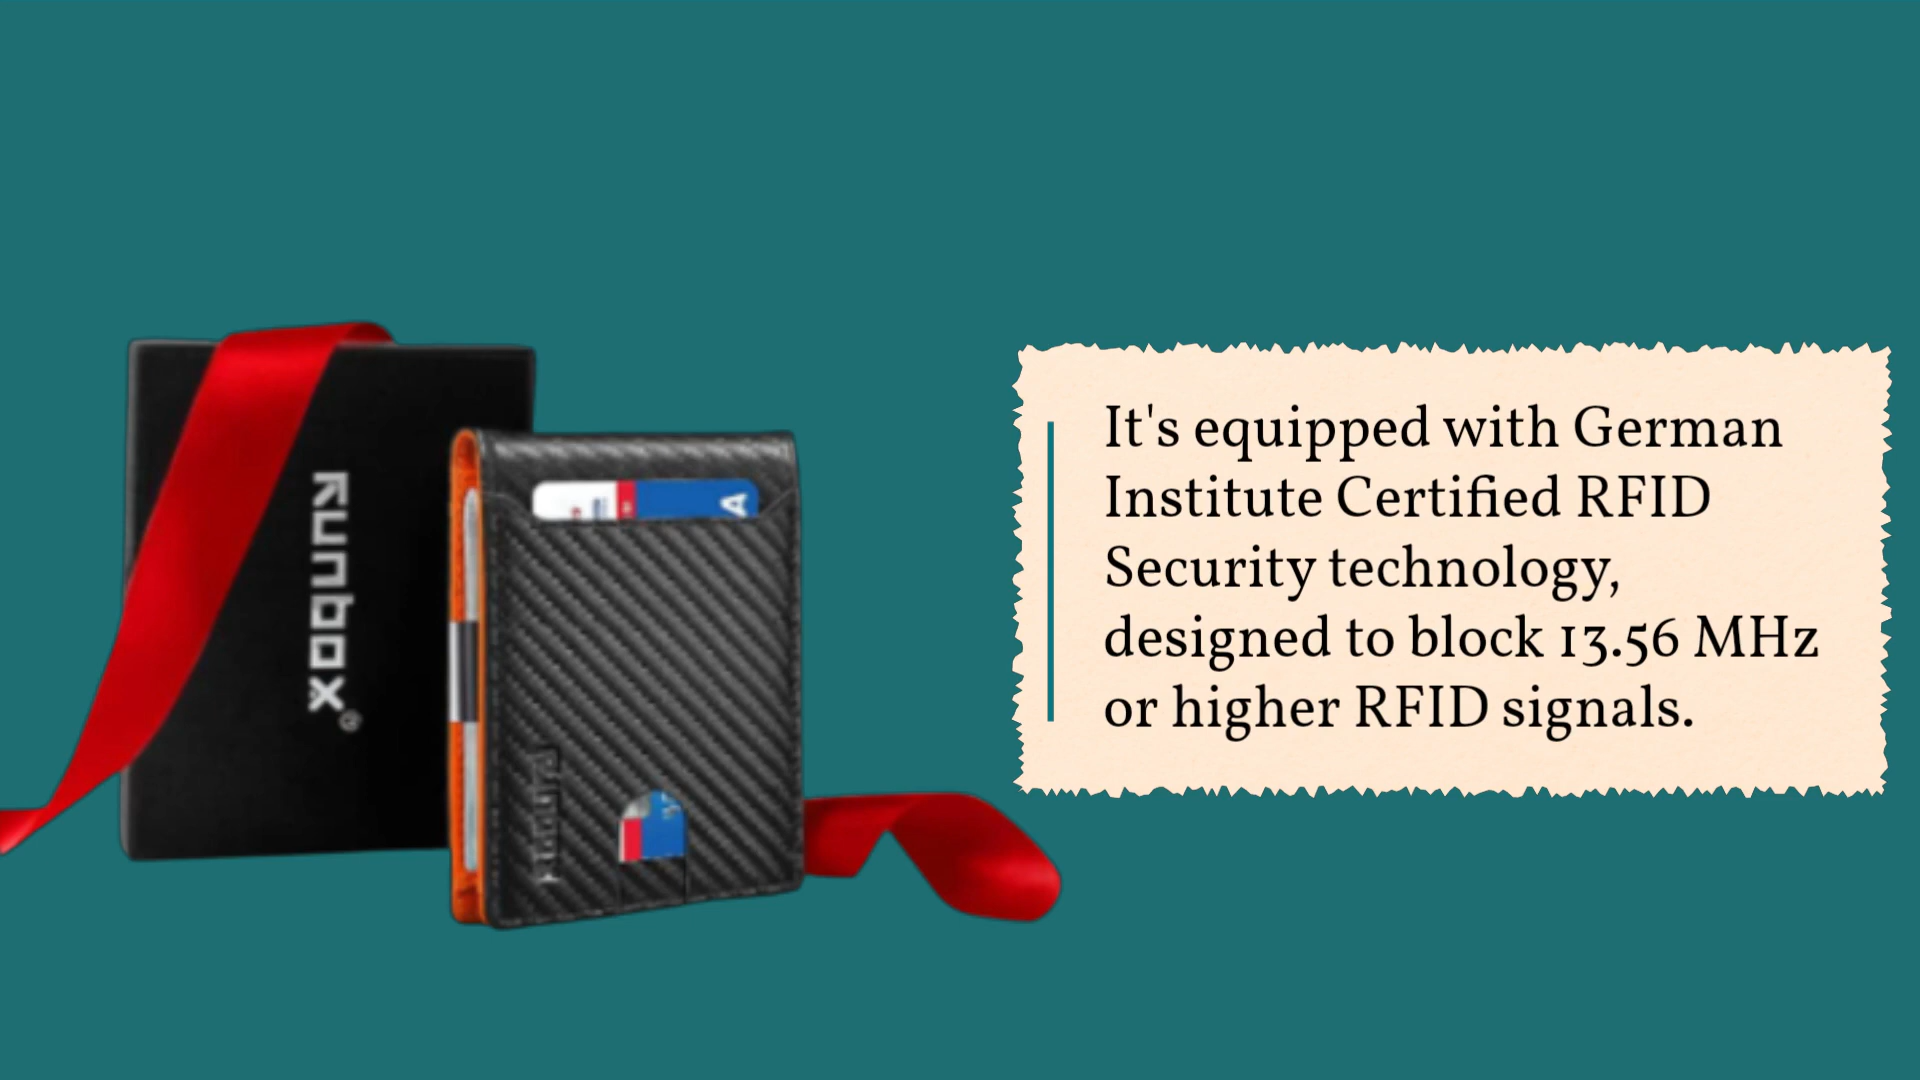 runbox®
It's equipped with German
Institute Certified RFID
Security technology,
designed to block 13.56 MHz
or higher RFID signals.
A